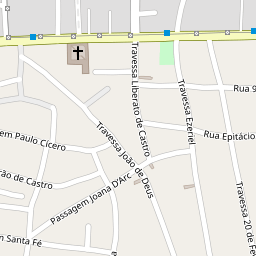 Travessa Liberato de Castro
Travessa Ezeriel
Rua 9
Rua Epitácio
em Paulo Cícero
Travessa João de Deus
rão de Castro
Passagem Joana D'Arc
Travessa 20 de Fe
m Santa Fé